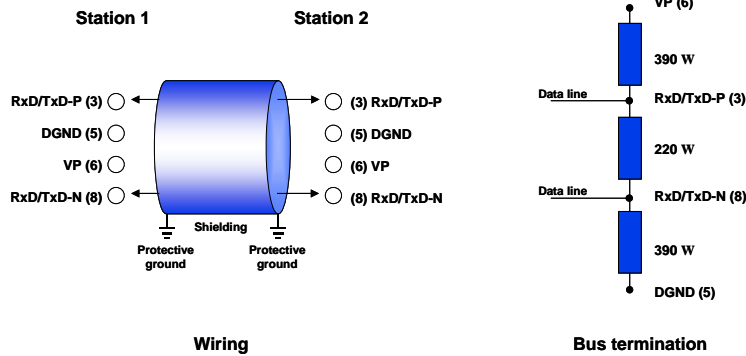 Station 1
Station 2
RxD/TxD-P (3)
DGND (5)
VP (6)
RxD/TxD-N (8)
(3) RxD/TxD-P
(5) DGND
(6) VP
(8) RxD/TxD-N
Shielding
Protective
ground
Protective
ground
Wiring
VP (6)
390 W
Data line
RxD/TxD-P (3)
220 W
Data line
RxD/TxD-N (8)
390 W
DGND (5)
Bus termination